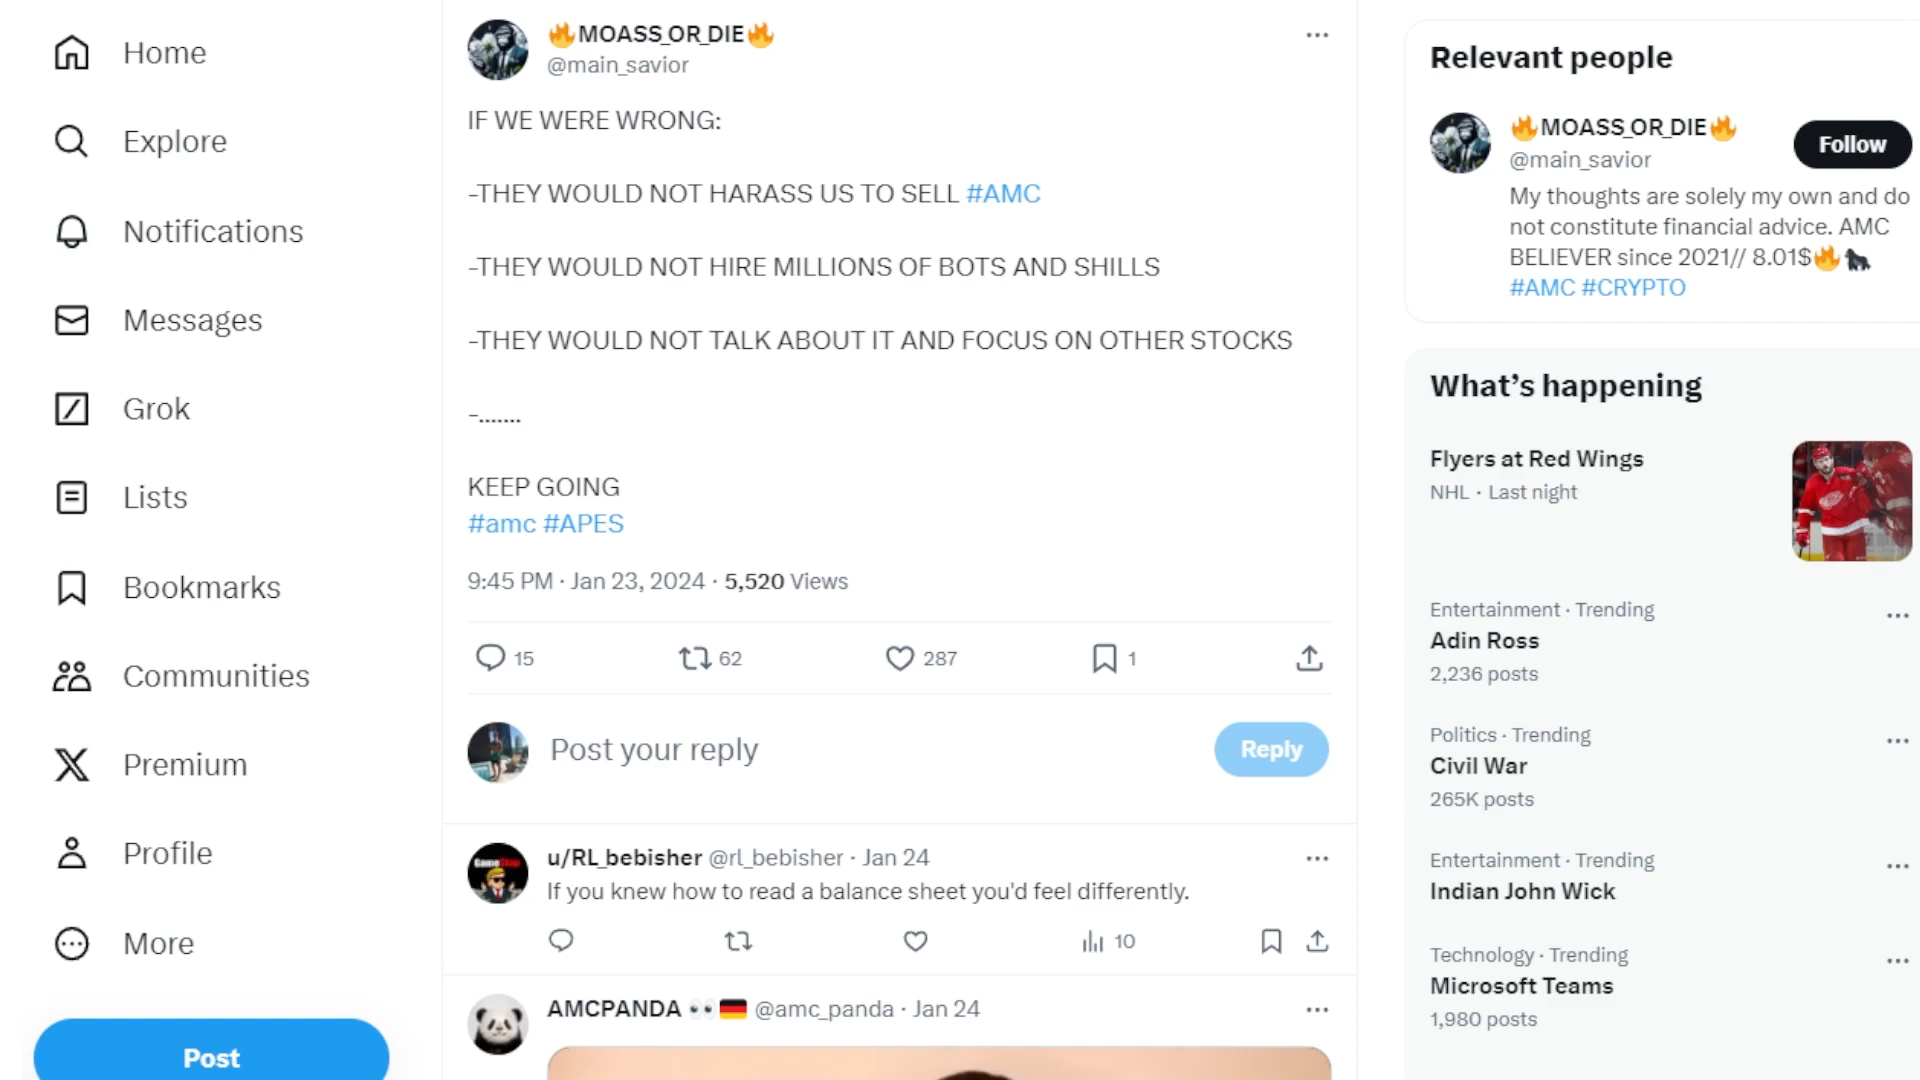 Home
Explore
Notifications
Messages
Grok
Lists
Bookmarks
Communities
Premium
Profile
More
Post
🔥MOASS_OR_DIE🔥
@main_savior
IF WE WERE WRONG:
-THEY WOULD NOT HARASS US TO SELL #AMC
-THEY WOULD NOT HIRE MILLIONS OF BOTS AND SHILLS
-THEY WOULD NOT TALK ABOUT IT AND FOCUS ON OTHER STOCKS
-.......
KEEP GOING
#amc #APES
9:45 PM · Jan 23, 2024 · 5,520 Views
15 62 287 1
Post your reply
Reply
u/RL_bebisher @rl_bebisher · Jan 24
If you knew how to read a balance sheet you'd feel differently.
10
AMCPANDA 👀🇩🇪 @amc_panda · Jan 24
Relevant people
🔥MOASS_OR_DIE🔥
@main_savior
Follow
My thoughts are solely my own and do
not constitute financial advice. AMC
BELIEVER since 2021// 8.01$🔥🦍
#AMC #CRYPTO
What's happening
Flyers at Red Wings
NHL · Last night
Entertainment · Trending
Adin Ross
2,236 posts
Politics · Trending
Civil War
265K posts
Entertainment · Trending
Indian John Wick
Technology · Trending
Microsoft Teams
1,980 posts